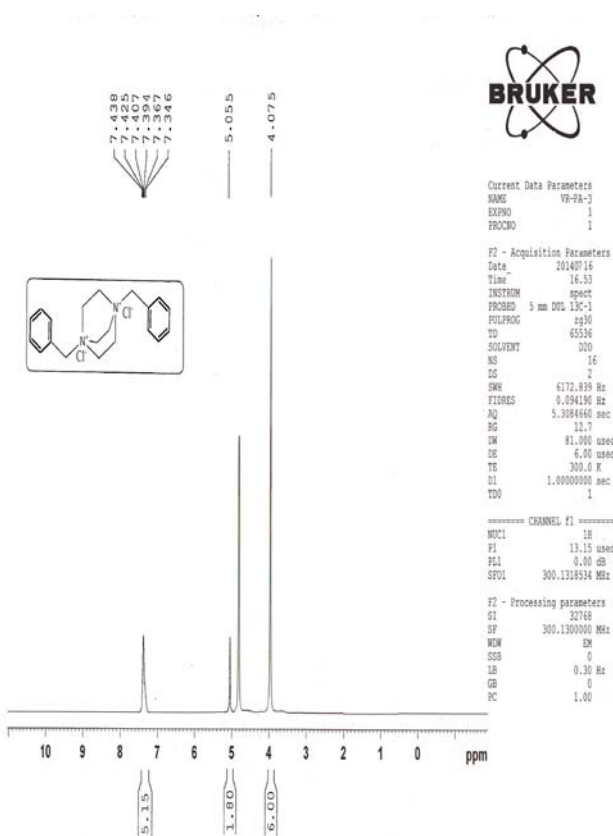 7.438
7.425
7.407
7.394
7.367
7.346
5.055
4.075
BRUKER
Current Data Parameters
NAME VR-PA-3
EXPNO 1
PROCNO 1
F2 - Acquisition Parameters
Date_ 20140716
Time 16.53
INSTRUM spect
PROBHD 5 mm DUL 13C-1
PULPROG zg30
TD 65536
SOLVENT D2O
NS 16
DS 2
SWH 6172.839 Hz
FIDRES 0.094190 Hz
AQ 5.3084660 sec
RG 12.7
DW 81.000 usec
DE 6.00 usec
TE 300.0 K
D1 1.00000000 sec
TD0 1
======== CHANNEL f1 ========
NUC1 1H
P1 13.15 usec
PL1 0.00 dB
SFO1 300.1318534 MHz
F2 - Processing parameters
SI 32768
SF 300.1300000 MHz
WDW EM
SSB 0
LB 0.30 Hz
GB 0
PC 1.00
N+
Cl-
N+
Cl-
10 9 8 7 6 5 4 3 2 1 0 ppm
5.15
1.80
6.00